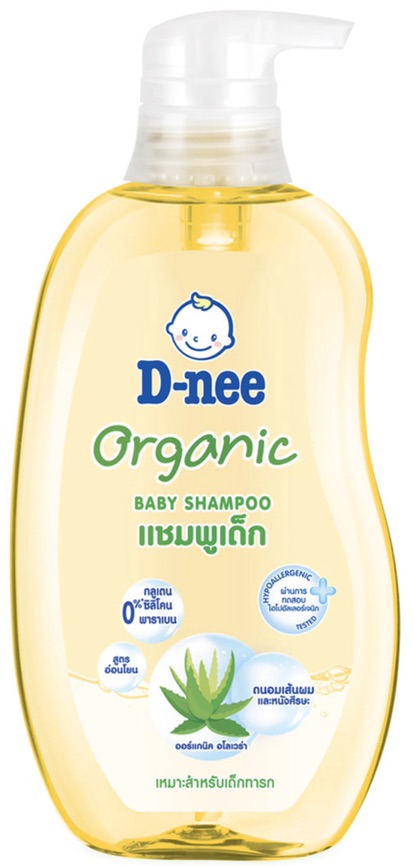 D-nee
Organic
BABY SHAMPOO
แชมพูเด็ก
กลูเตน
0%* ซิลิโคน
พาราเบน
HYPOALLERGENIC
ผ่านการ
ทดสอบ
ไฮโปอัลเลอร์เจนิก
TESTED
สูตร
อ่อนโยน
ถนอมเส้นผม
และหนังศีรษะ
ออร์แกนิค อโลเวร่า
เหมาะสำหรับเด็กทารก